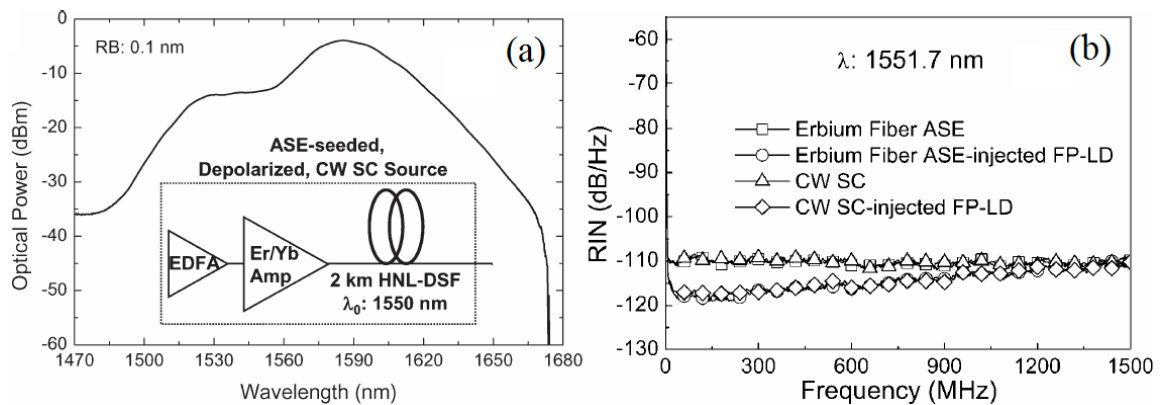 RB: 0.1 nm
(a)
Optical Power (dBm)
0
-10
-20
-30
-40
-50
-60
ASE-seeded,
Depolarized, CW SC Source
EDFA
Er/Yb
Amp
2 km HNL-DSF
λ0: 1550 nm
1470 1500 1530 1560 1590 1620 1650 1680
Wavelength (nm)
(b)
λ: 1551.7 nm
RIN (dB/Hz)
-60
-70
-80
-90
-100
-110
-120
-130
Erbium Fiber ASE
Erbium Fiber ASE-injected FP-LD
CW SC
CW SC-injected FP-LD
0 300 600 900 1200 1500
Frequency (MHz)